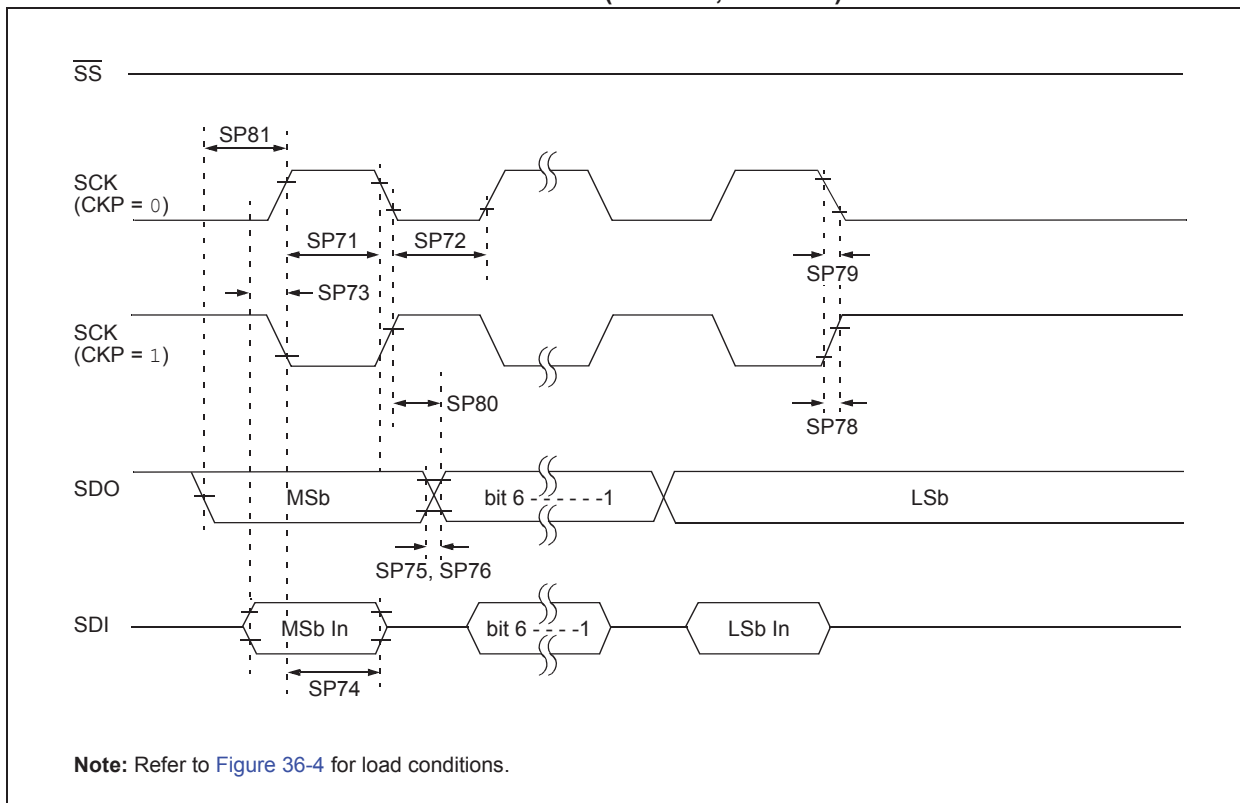 SS
SP81
SCK
(CKP = 0)
SP71
SP72
SP79
SP73
SCK
(CKP = 1)
SP80
SP78
SDO
MSb
bit 6 - - - - - -1
LSb
SP75, SP76
SDI
MSb In
bit 6 - - - -1
LSb In
SP74
Note: Refer to Figure 36-4 for load conditions.